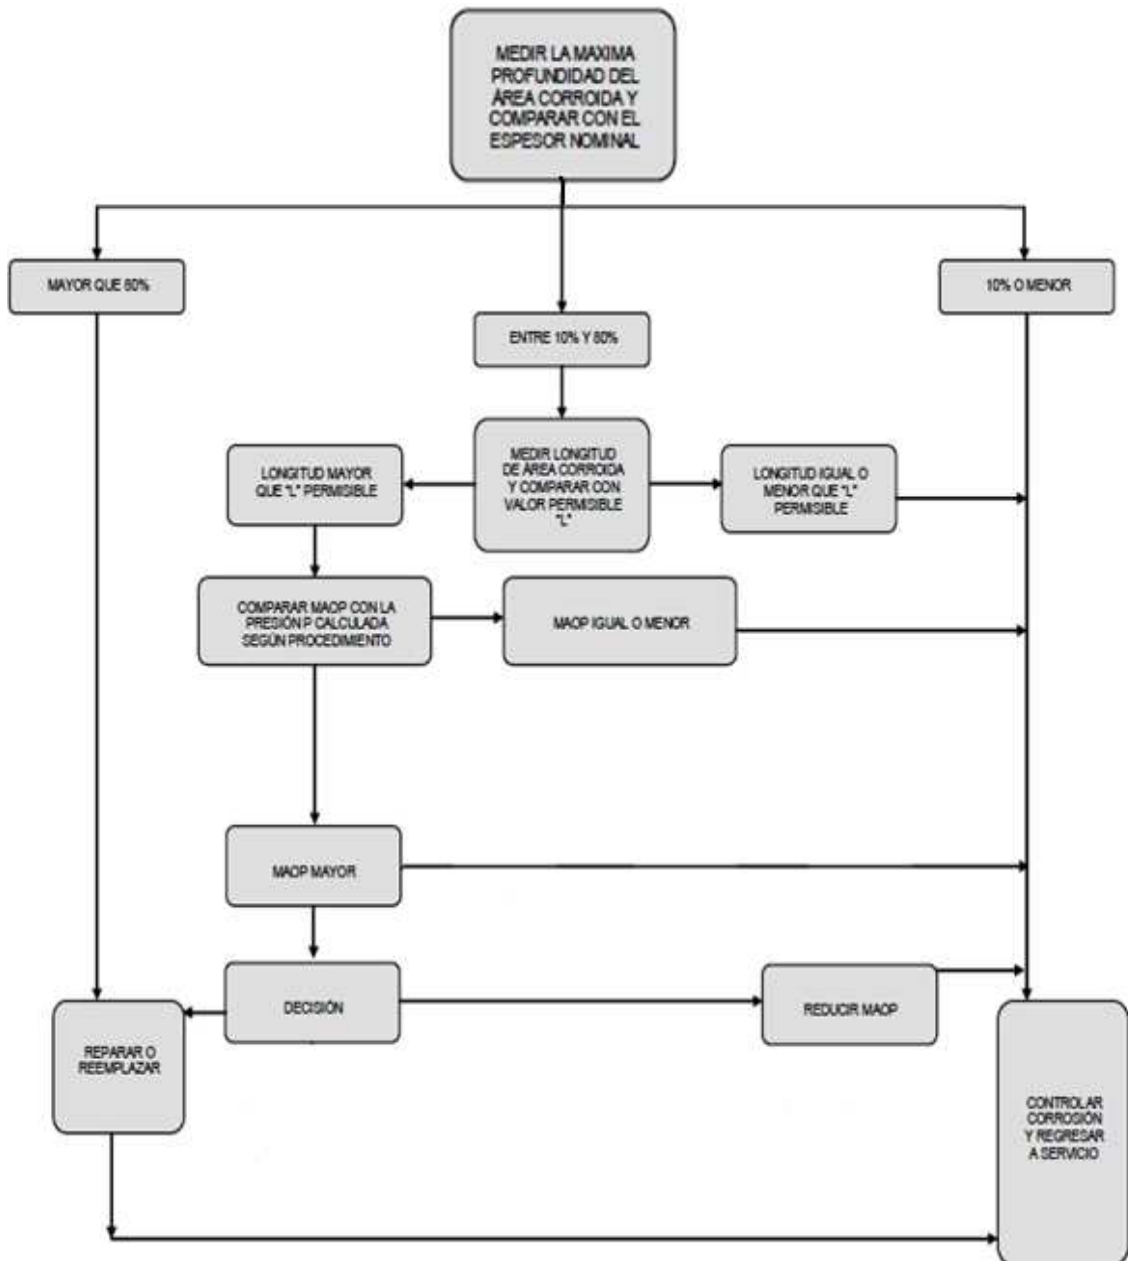 MEDIR LA MAXIMA
PROFUNDIDAD DEL
ÁREA CORROIDA Y
COMPARAR CON EL
ESPESOR NOMINAL
MAYOR QUE 80%
10% O MENOR
ENTRE 10% Y 80%
MEDIR LONGITUD
DE ÁREA CORROIDA
Y COMPARAR CON
VALOR PERMISIBLE
"L"
LONGITUD MAYOR
QUE "L" PERMISIBLE
LONGITUD IGUAL O
MENOR QUE "L"
PERMISIBLE
COMPARAR MAOP CON LA
PRESIÓN P CALCULADA
SEGÚN PROCEDIMIENTO
MAOP IGUAL O MENOR
MAOP MAYOR
DECISIÓN
REDUCIR MAOP
REPARAR O
REEMPLAZAR
CONTROLAR
CORROSIÓN
Y REGRESAR
A SERVICIO